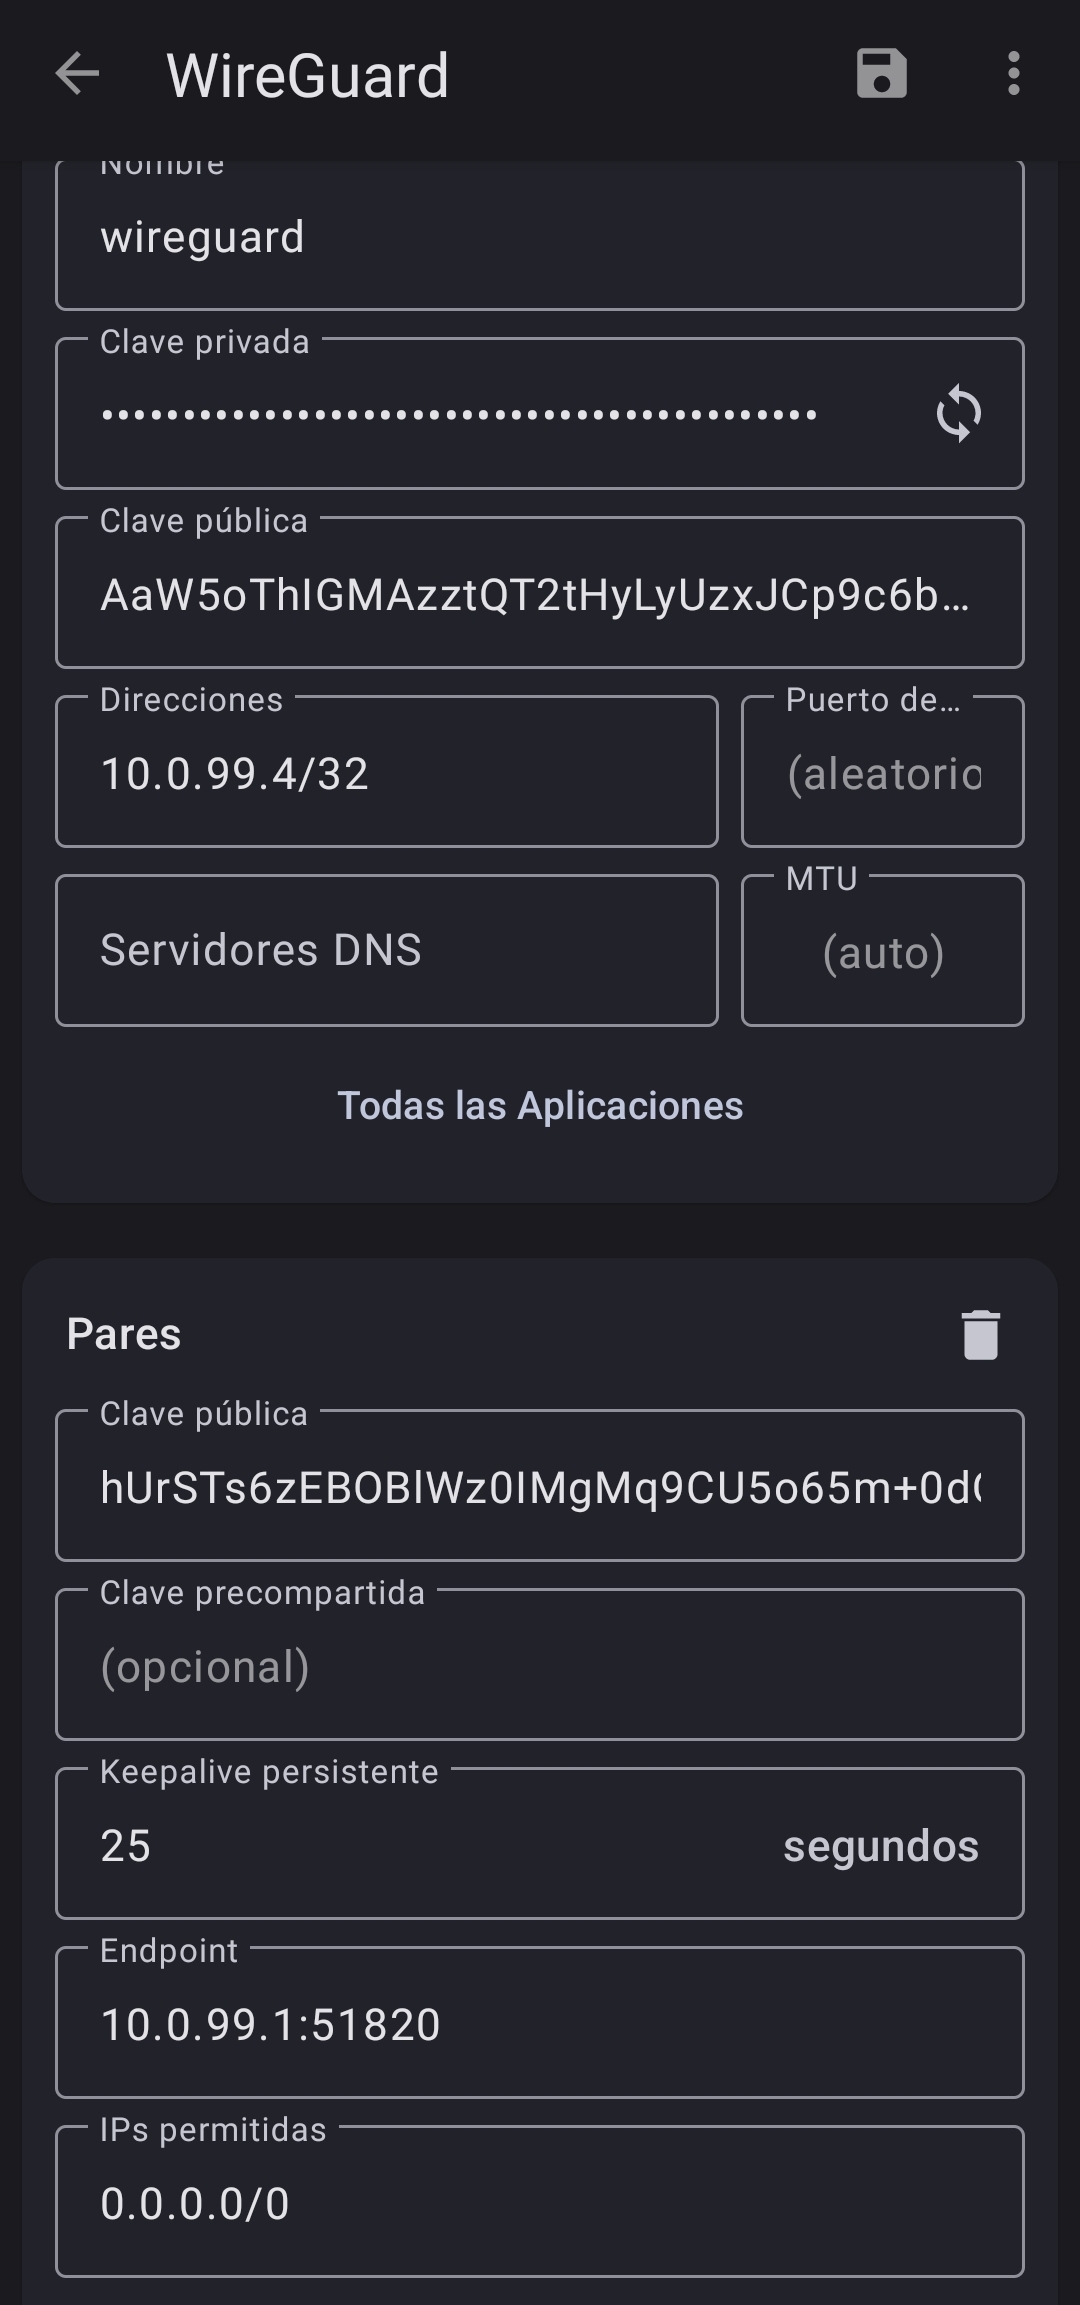 WireGuard
Nombre
wireguard
Clave privada
••••••••••••••••••••••••••••••••••••••••••••
Clave pública
AaW5oThIGMAzztQT2tHyLyUzxJCp9c6b…
Direcciones
10.0.99.4/32
Puerto de…
(aleatorio
Servidores DNS
MTU
(auto)
Todas las Aplicaciones
Pares
Clave pública
hUrSTs6zEBOBlWz0IMgMq9CU5o65m+0d
Clave precompartida
(opcional)
Keepalive persistente
25 segundos
Endpoint
10.0.99.1:51820
IPs permitidas
0.0.0.0/0